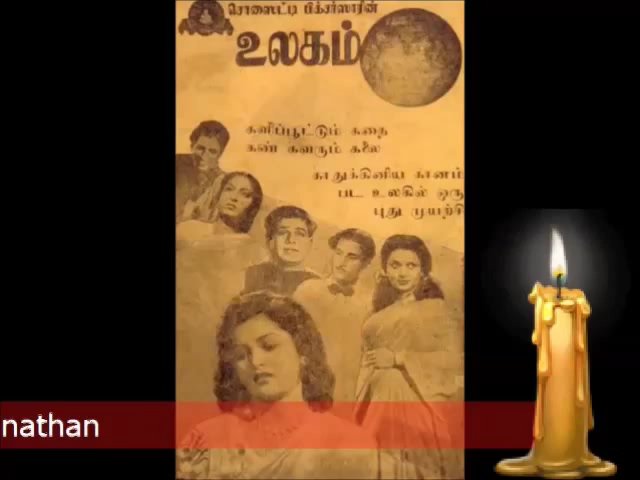 சொஸைட்டி பிக்சர்ஸாரின்
உலகம்
களிப்பூட்டும் கதை
கண் கவரும் கலை
காதுக்கினிய கானம்
பட உலகில் ஒரு
புது முயற்சி
nathan